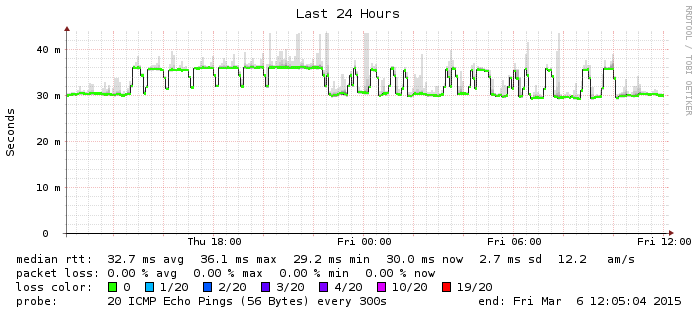 Last 24 Hours
RRDTOOL / TOBI OETIKER
Seconds
40 m
30 m
20 m
10 m
0
Thu 18:00 Fri 00:00 Fri 06:00 Fri 12:00
median rtt: 32.7 ms avg 36.1 ms max 29.2 ms min 30.0 ms now 2.7 ms sd 12.2 am/s
packet loss: 0.00 % avg 0.00 % max 0.00 % min 0.00 % now
loss color: 0 1/20 2/20 3/20 4/20 10/20 19/20
probe: 20 ICMP Echo Pings (56 Bytes) every 300s end: Fri Mar 6 12:05:04 2015